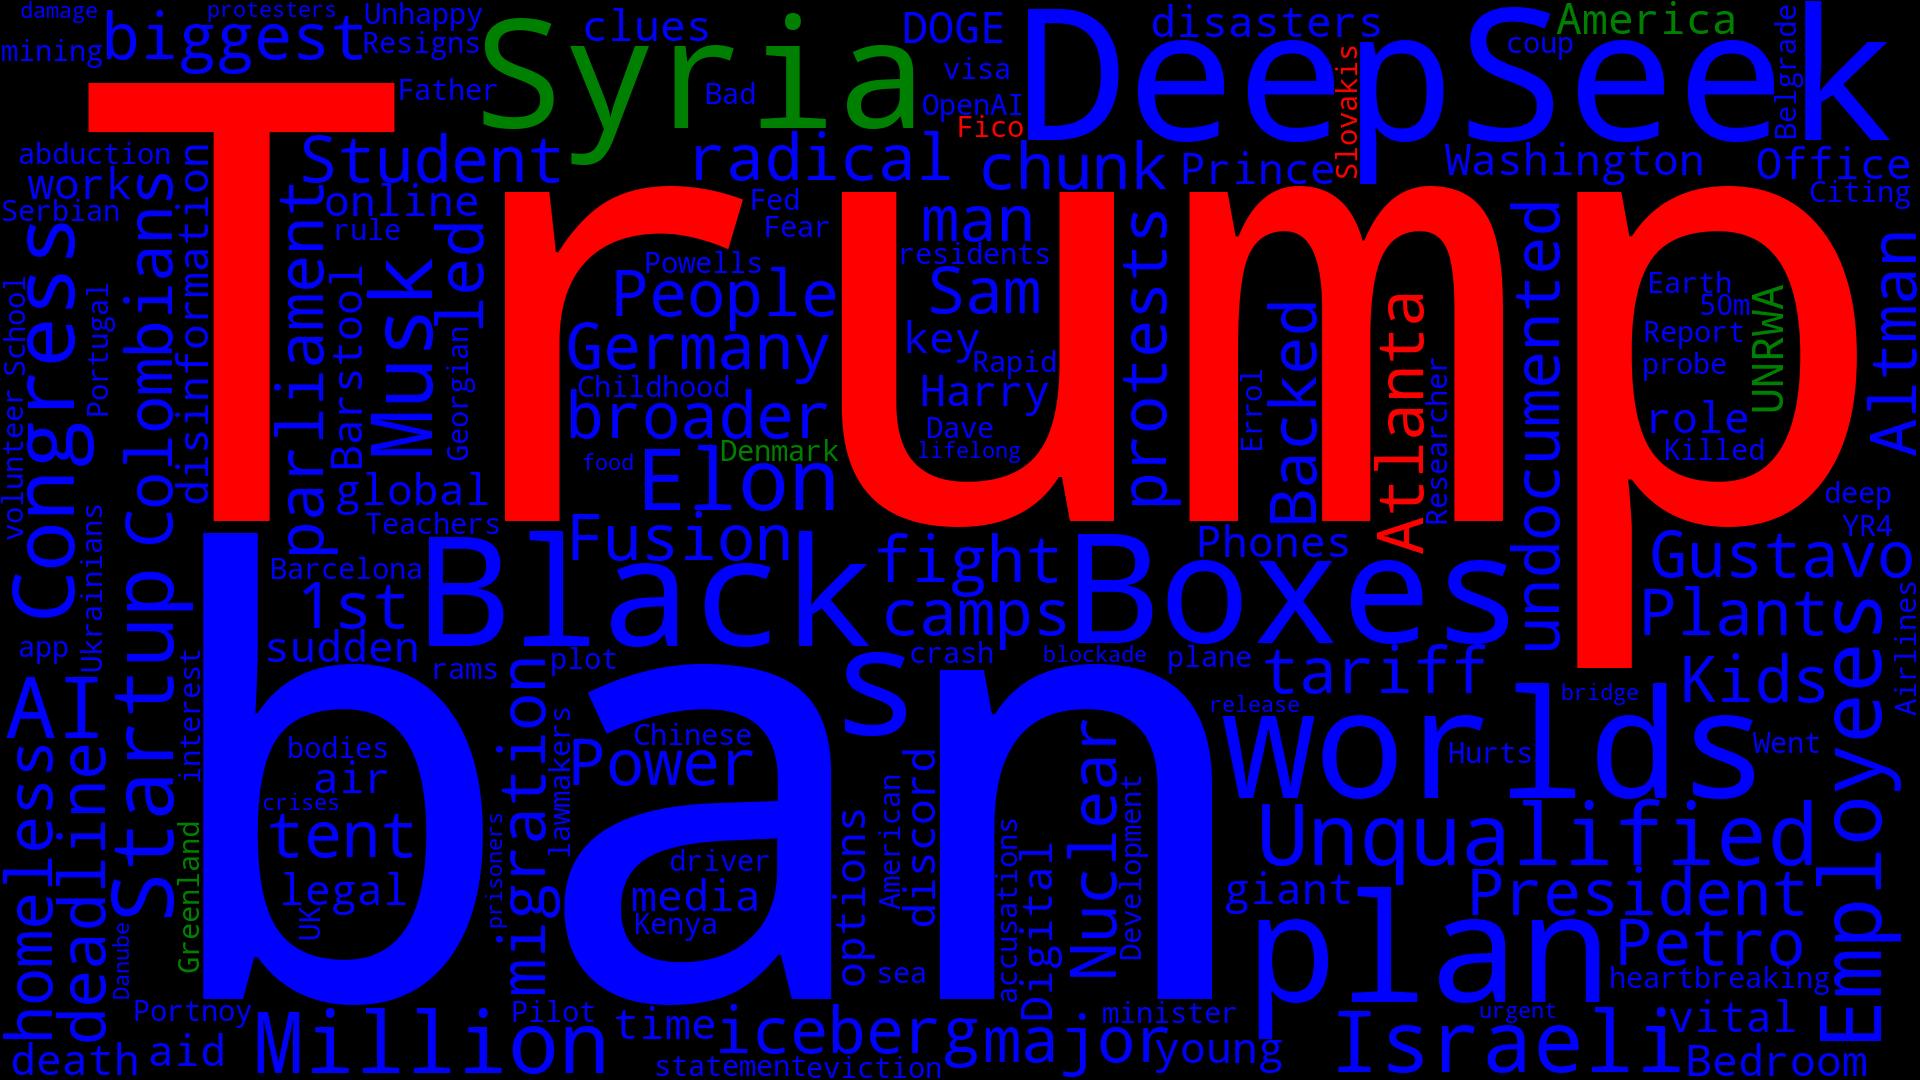 damage
protesters
Unhappy
mining
biggest
Resigns
Syria
clues
DOGE
DeepSeek
disasters
America
coup
Belgrade
visa
Slovakis
Father
Bad
OpenAI
Fico
Trump
abduction
work
Serbian
Student
radical
chunk
Prince
Washington
Office
Citing
disinformation
Colombians
parliament
online
rule
led
Fed
Fear
man
residents
protests
undocumented
Altman
Congress
School
volunteer
Portugal
Barstool
Musk
Georgian
Powells
People
Germany
Childhood
broader
Denmark
food
Elon
Sam
key
Rapid
Harry
Dave
lifelong
Errol
Backed
Atlanta
Researcher
Earth
50m
Report
probe
UNRWA
role
Killed
global
Teachers
deep
YR4
Ukrainians
Startup
Barcelona
1st
sudden
Fusion
Black
fight
camps
Boxes
Phones
Gustavo
Plant
Airlines
app
AI
interest
rams
plot
s
crash
blockade
plane
tariff
Kids
Employees
release
bridge
worlds
Hurts
Went
ban
homeless
deadline
bodies
air
crises
tent
legal
UK
Greenland
Danube
prisoners
migration
lawmakers
Chinese
Power
driver
media
Kenya
options
American
discord
sea
accusations
Digital
Nuclear
Development
Unqualified
giant
President
plan
Petro
heartbreaking
Portnoy
Million
Pilot
time
iceberg
major
minister
young
urgent
Israeli
vital
Bedroom
death
aid
statement
eviction